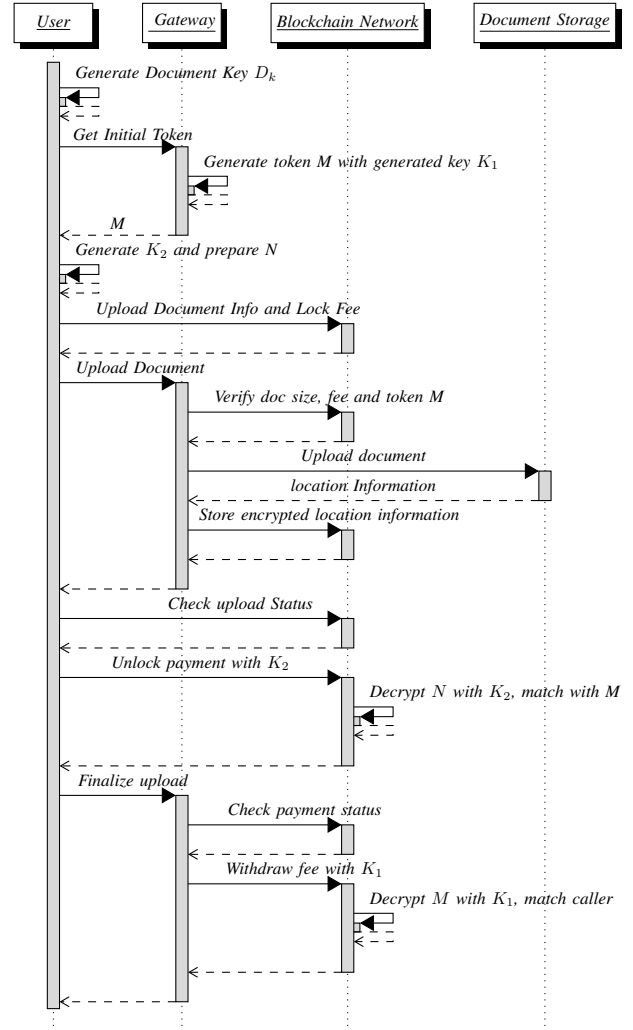 User
Gateway
Blockchain Network
Document Storage
Generate Document Key D_k
Get Initial Token
Generate token M with generated key K_1
M
Generate K_2 and prepare N
Upload Document Info and Lock Fee
Upload Document
Verify doc size, fee and token M
Upload document
location Information
Store encrypted location information
Check upload Status
Unlock payment with K_2
Decrypt N with K_2, match with M
Finalize upload
Check payment status
Withdraw fee with K_1
Decrypt M with K_1, match caller